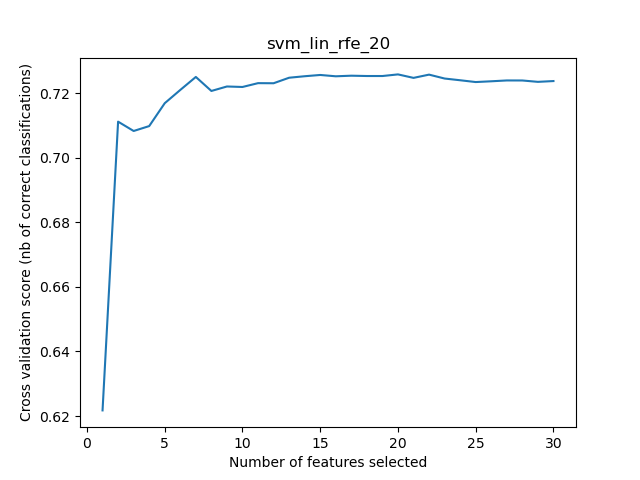 svm_lin_rfe_20
Cross validation score (nb of correct classifications)
0.72
0.70
0.68
0.66
0.64
0.62
0 5 10 15 20 25 30
Number of features selected